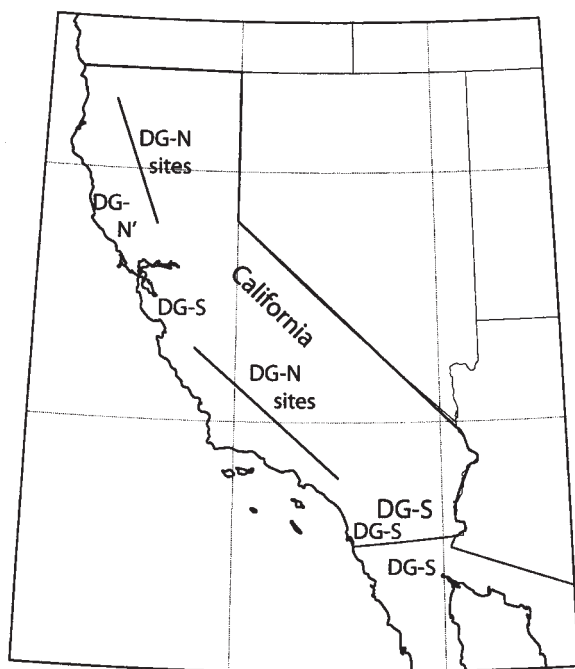 DG-N
sites
DG-
N’
DG-S
California
DG-N
sites
DG-S
DG-S
DG-S